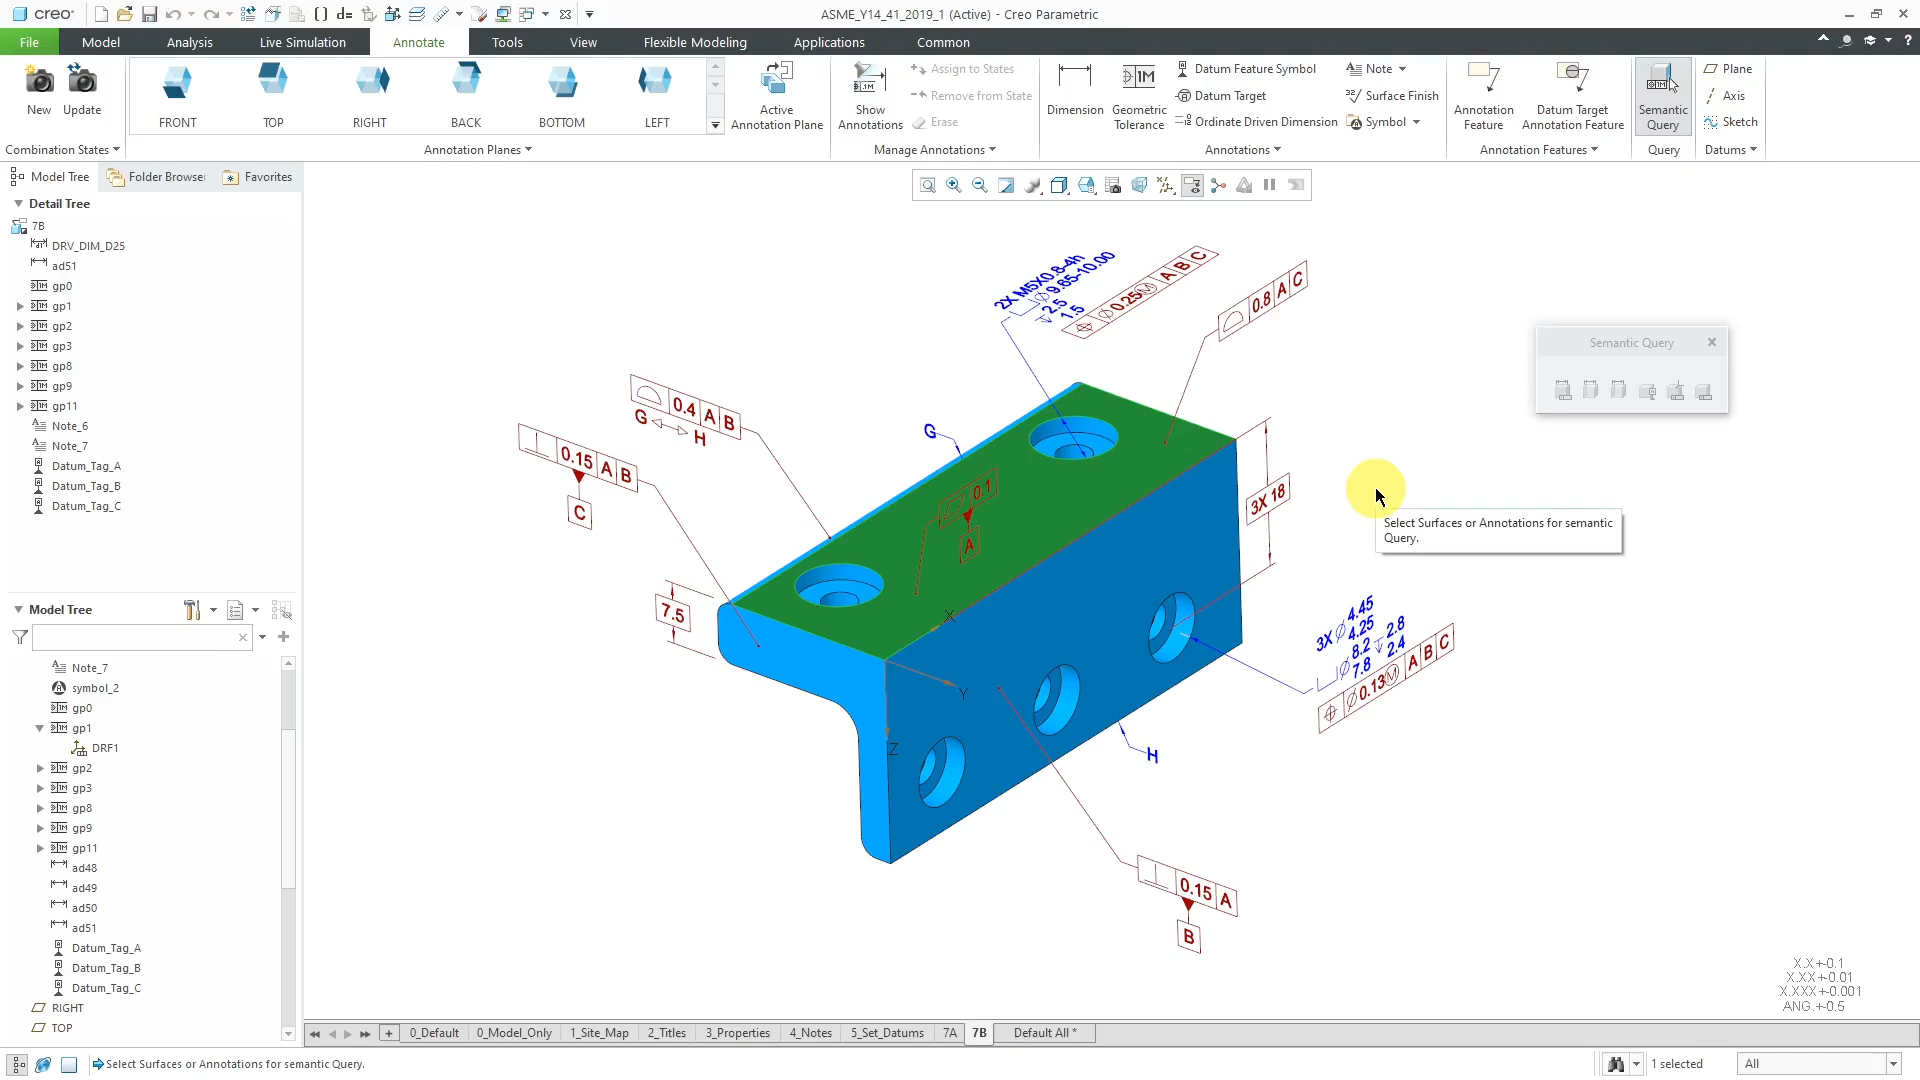 creo
ASME_Y14_41_2019_1 (Active) - Creo Parametric
File
Model
Analysis
Live Simulation
Annotate
Tools
View
Flexible Modeling
Applications
Common
New
Update
Combination States
FRONT
TOP
RIGHT
BACK
BOTTOM
LEFT
Annotation Planes
Active
Annotation Plane
Show
Annotations
Assign to States
Remove from State
Erase
Manage Annotations
Dimension
Geometric
Tolerance
Datum Feature Symbol
Datum Target
Ordinate Driven Dimension
Note
Surface Finish
Symbol
Annotations
Annotation
Feature
Datum Target
Annotation Feature
Annotation Features
Semantic
Query
Query
Plane
Axis
Sketch
Datums
Model Tree
Folder Browser
Favorites
Detail Tree
7B
DRV_DIM_D25
ad51
gp0
gp1
gp2
gp3
gp8
gp9
gp11
Note_6
Note_7
Datum_Tag_A
Datum_Tag_B
Datum_Tag_C
Model Tree
Note_7
symbol_2
gp0
gp1
DRF1
gp2
gp3
gp8
gp9
gp11
ad48
ad49
ad50
ad51
Datum_Tag_A
Datum_Tag_B
Datum_Tag_C
RIGHT
TOP
2X M5X0.8-4h
⌀ 9.65-10.00
2.5
1.5
⌀0.25Ⓜ A B C
0.8 A C
0.4 A B
G H
0.15 A B
C
G
0.1
A
3X 18
7.5
X
Y
Z
3X ⌀ 4.45
4.25
⌀ 8.2 2.8
7.8 2.4
⌀0.13Ⓜ A B C
H
0.15 A
B
Semantic Query
Select Surfaces or Annotations for semantic
Query.
X.X+-0.1
X.XX+-0.01
X.XXX+-0.001
ANG.+-0.5
0_Default
0_Model_Only
1_Site_Map
2_Titles
3_Properties
4_Notes
5_Set_Datums
7A
7B
Default All *
Select Surfaces or Annotations for semantic Query.
1 selected
All